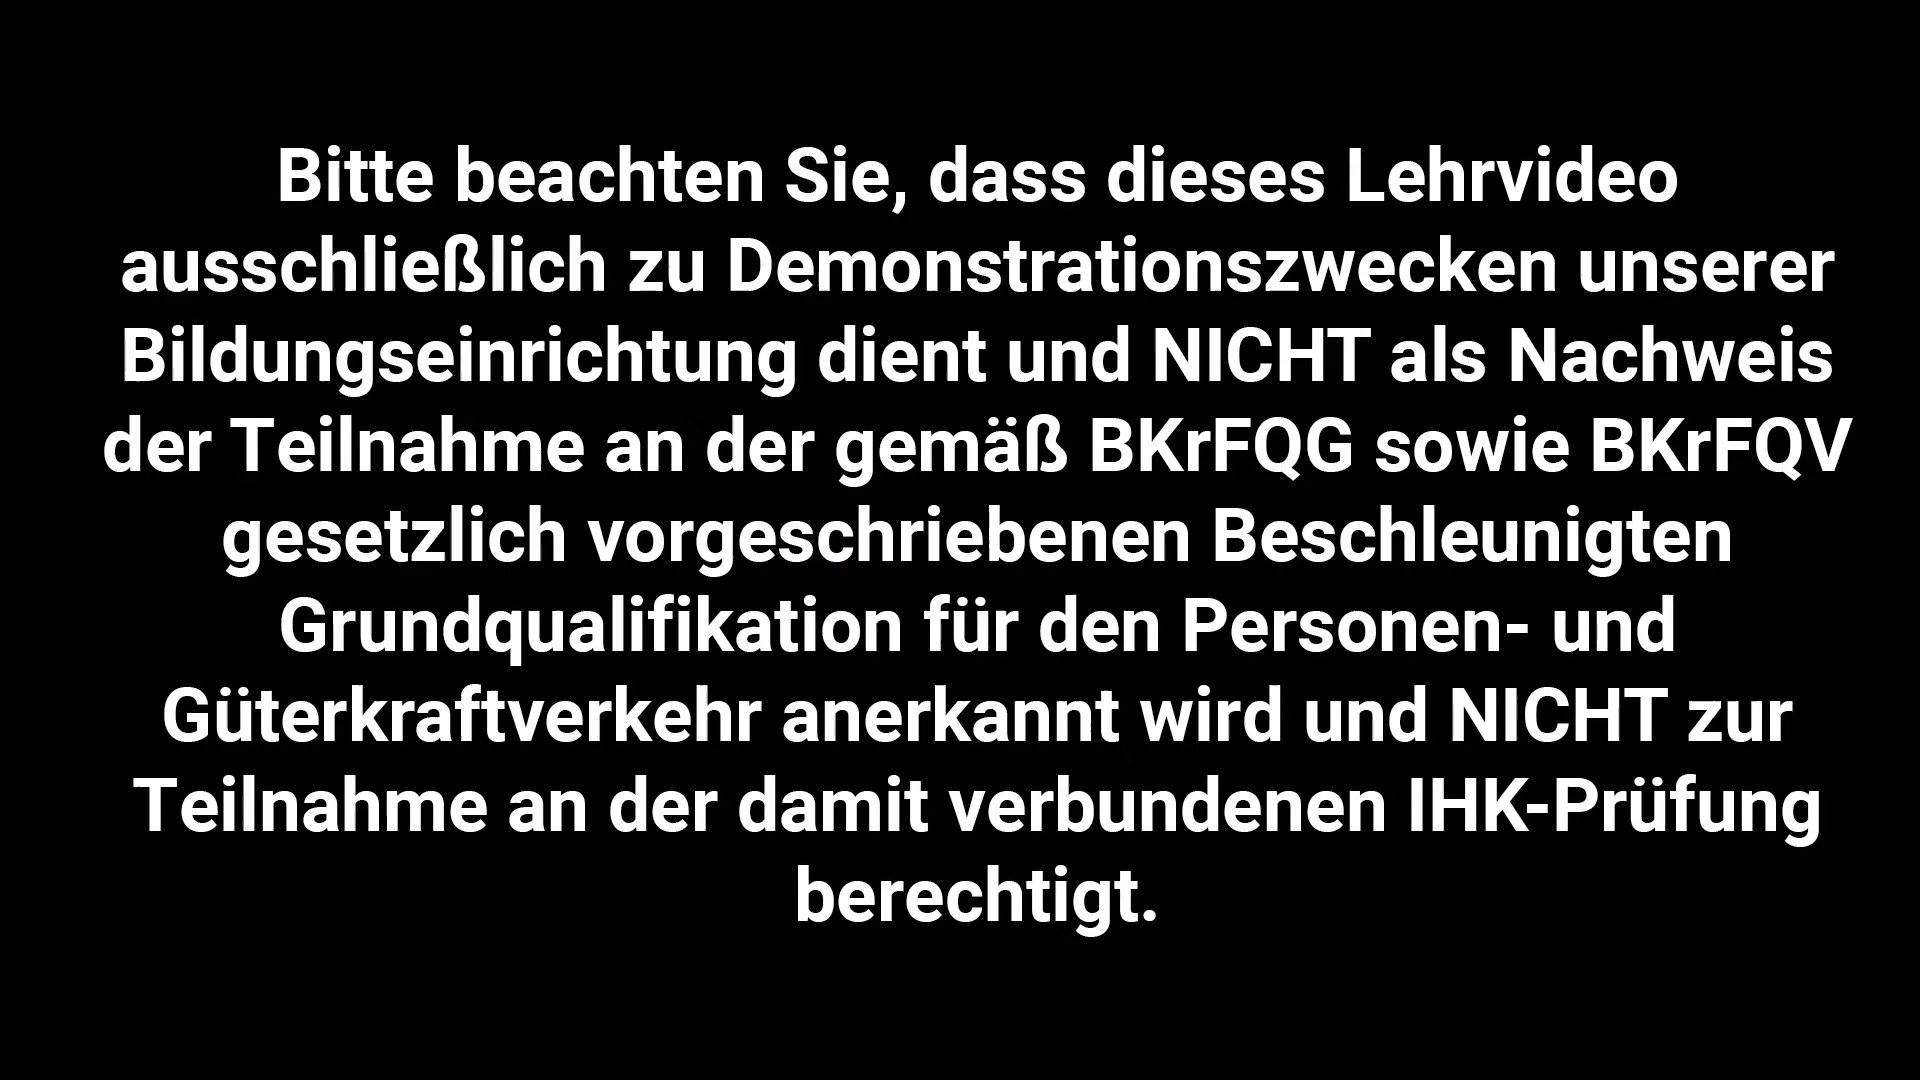 Bitte beachten Sie, dass dieses Lehrvideo
ausschließlich zu Demonstrationszwecken unserer
Bildungseinrichtung dient und NICHT als Nachweis
der Teilnahme an der gemäß BKrFQG sowie BKrFQV
gesetzlich vorgeschriebenen Beschleunigten
Grundqualifikation für den Personen- und
Güterkraftverkehr anerkannt wird und NICHT zur
Teilnahme an der damit verbundenen IHK-Prüfung
berechtigt.